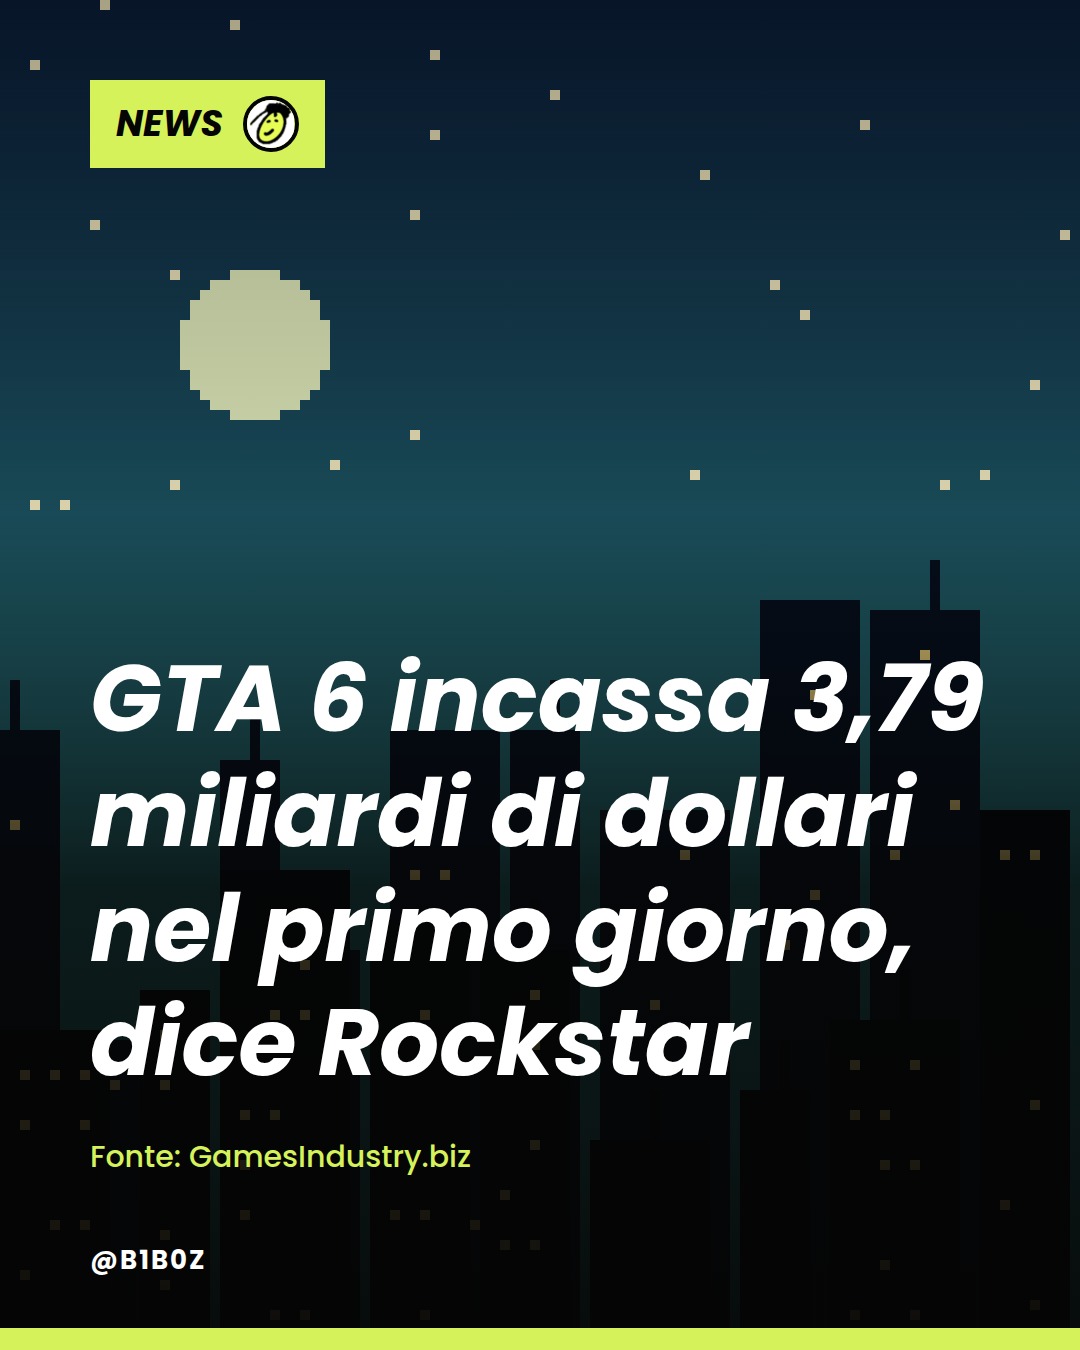 NEWS
GTA 6 incassa 3,79
miliardi di dollari
nel primo giorno,
dice Rockstar
Fonte: GamesIndustry.biz
@B1B0Z